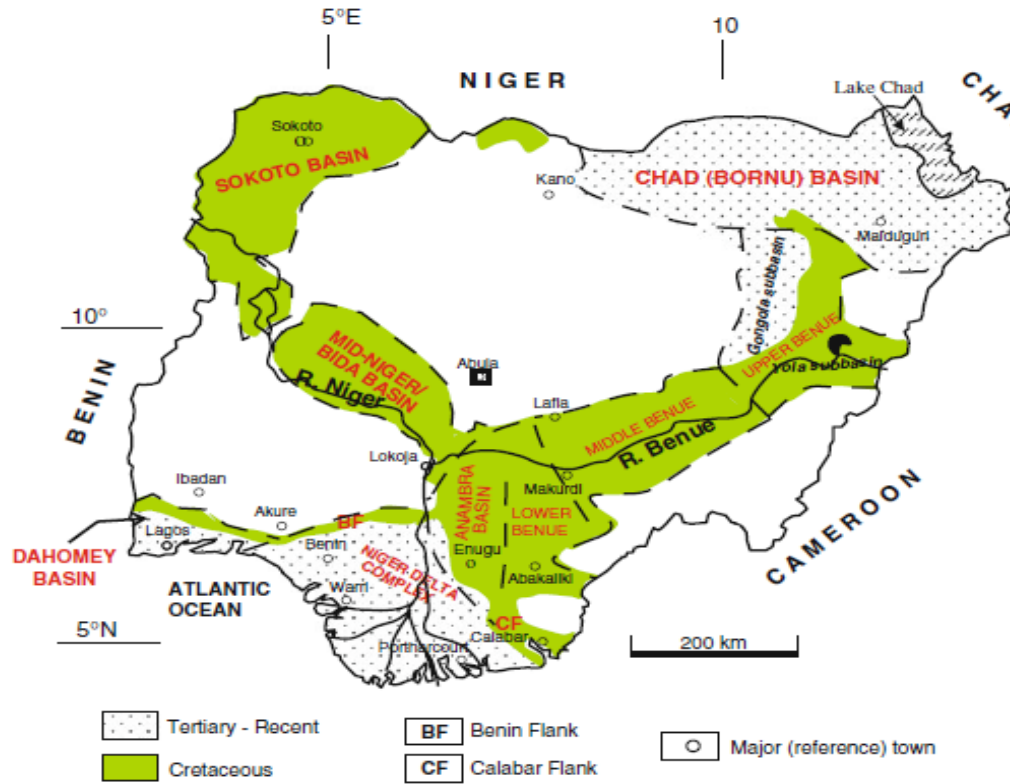 5°E
10
NIGER
CHA
Lake Chad
Sokoto
SOKOTO BASIN
Kano
CHAD (BORNU) BASIN
Maiduguri
Gongola subbasin
10°
MID-NIGER/
BIDA BASIN
R. Niger
Abuja
UPPER BENUE
Yola subbasin
BENIN
Lafia
MIDDLE BENUE
R. Benue
Lokoja
Makurdi
Ibadan
ANAMBRA
BASIN
LOWER
BENUE
Akure
BF
Lagos
Benin
Enugu
CAMEROON
DAHOMEY
BASIN
NIGER DELTA
COMPLEX
Abakaliki
ATLANTIC
OCEAN
Warri
CF
5°N
Calabar
Portharcourt
200 km
Tertiary - Recent
BF
Benin Flank
Major (reference) town
Cretaceous
CF
Calabar Flank